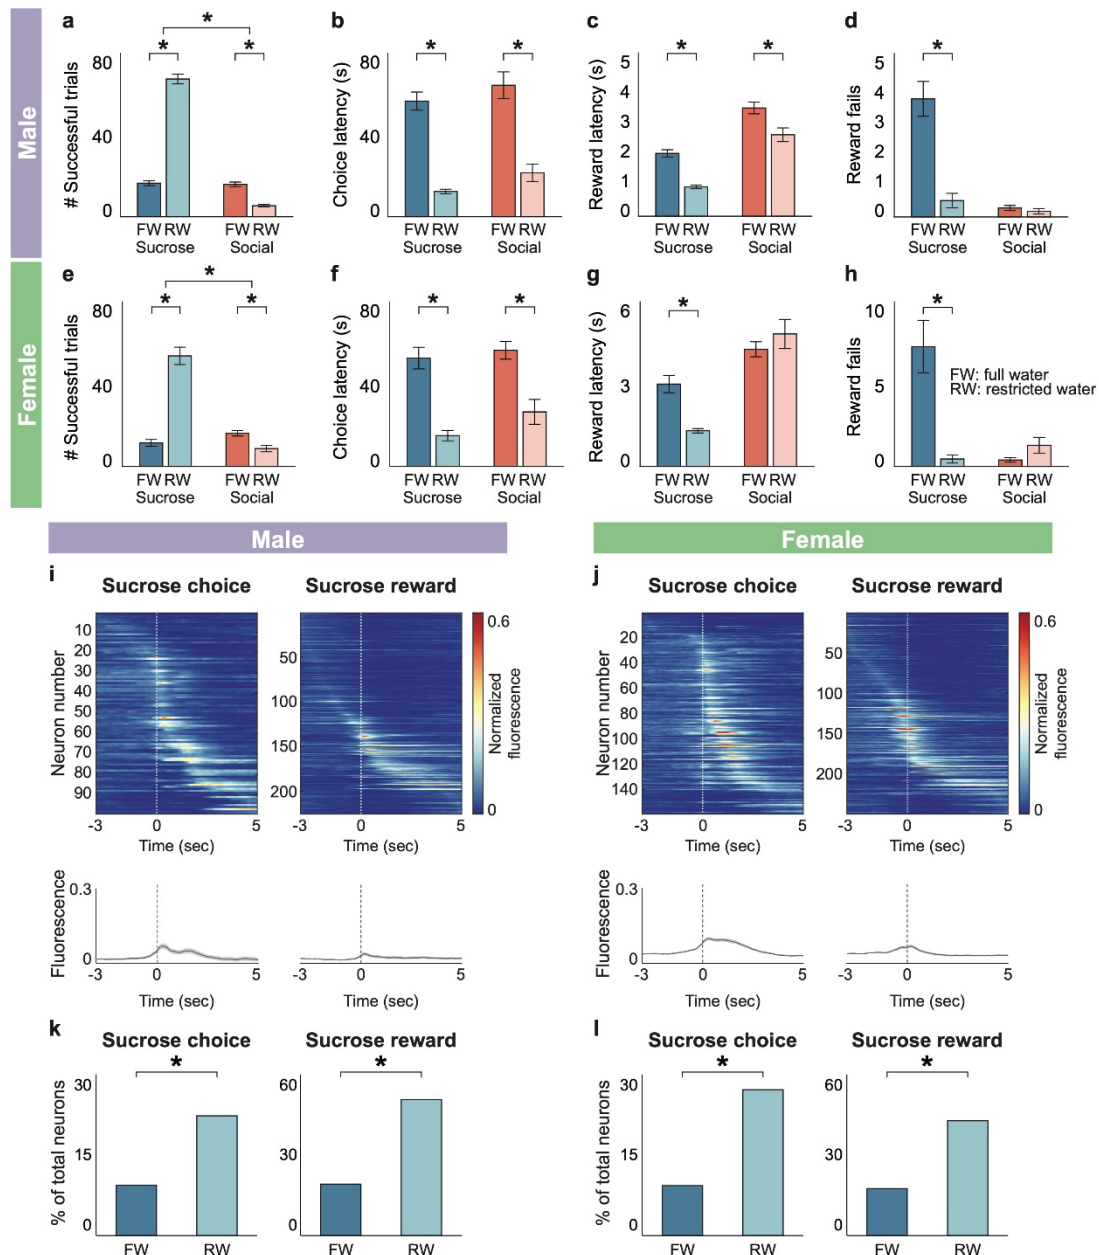 Male
a
*
* *
# Successful trials
80
40
0
FW RW FW RW
Sucrose Social
b
* *
Choice latency (s)
80
40
0
FW RW FW RW
Sucrose Social
c
* *
Reward latency (s)
5
4
3
2
1
0
FW RW FW RW
Sucrose Social
d
*
Reward fails
5
4
3
2
1
0
FW RW FW RW
Sucrose Social
Female
e
*
* *
# Successful trials
80
40
0
FW RW FW RW
Sucrose Social
f
* *
Choice latency (s)
80
40
0
FW RW FW RW
Sucrose Social
g
*
Reward latency (s)
6
3
0
FW RW FW RW
Sucrose Social
h
*
Reward fails
10
5
0
FW: full water
RW: restricted water
FW RW FW RW
Sucrose Social
Male
i
Sucrose choice
Neuron number
10
20
30
40
50
60
70
80
90
-3 0 5
Time (sec)
Sucrose reward
50
100
150
200
-3 0 5
Time (sec)
0.6
0
Normalized
fluorescence
Fluorescence
0.3
0
-3 0 5
Time (sec)
-3 0 5
Time (sec)
Female
j
Sucrose choice
Neuron number
20
40
60
80
100
120
140
-3 0 5
Time (sec)
Sucrose reward
50
100
150
200
-3 0 5
Time (sec)
0.6
0
Normalized
fluorescence
Fluorescence
0.3
0
-3 0 5
Time (sec)
-3 0 5
Time (sec)
k
Sucrose choice
*
% of total neurons
30
15
0
FW RW
Sucrose reward
*
60
30
0
FW RW
l
Sucrose choice
*
% of total neurons
30
15
0
FW RW
Sucrose reward
*
60
30
0
FW RW